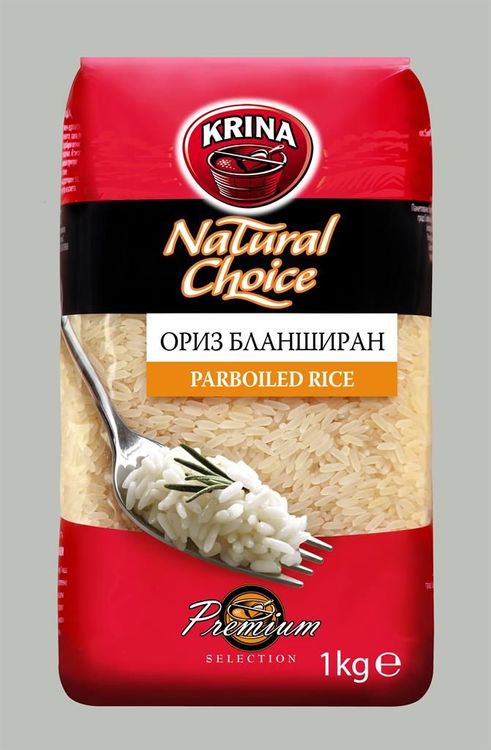 KRINA
Natural
Choice
ОРИЗ БЛАНШИРАН
PARBOILED RICE
Premium
SELECTION
1kg℮